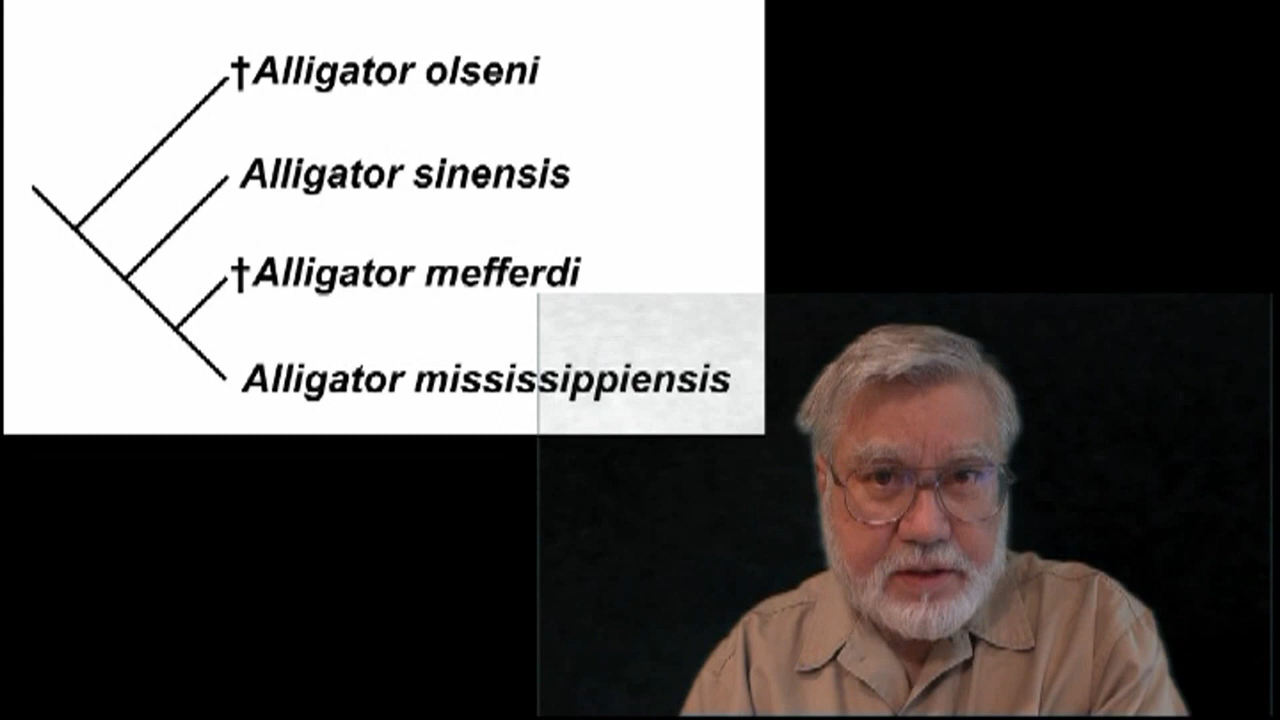 †Alligator olseni
Alligator sinensis
†Alligator mefferdi
Alligator mississippiensis